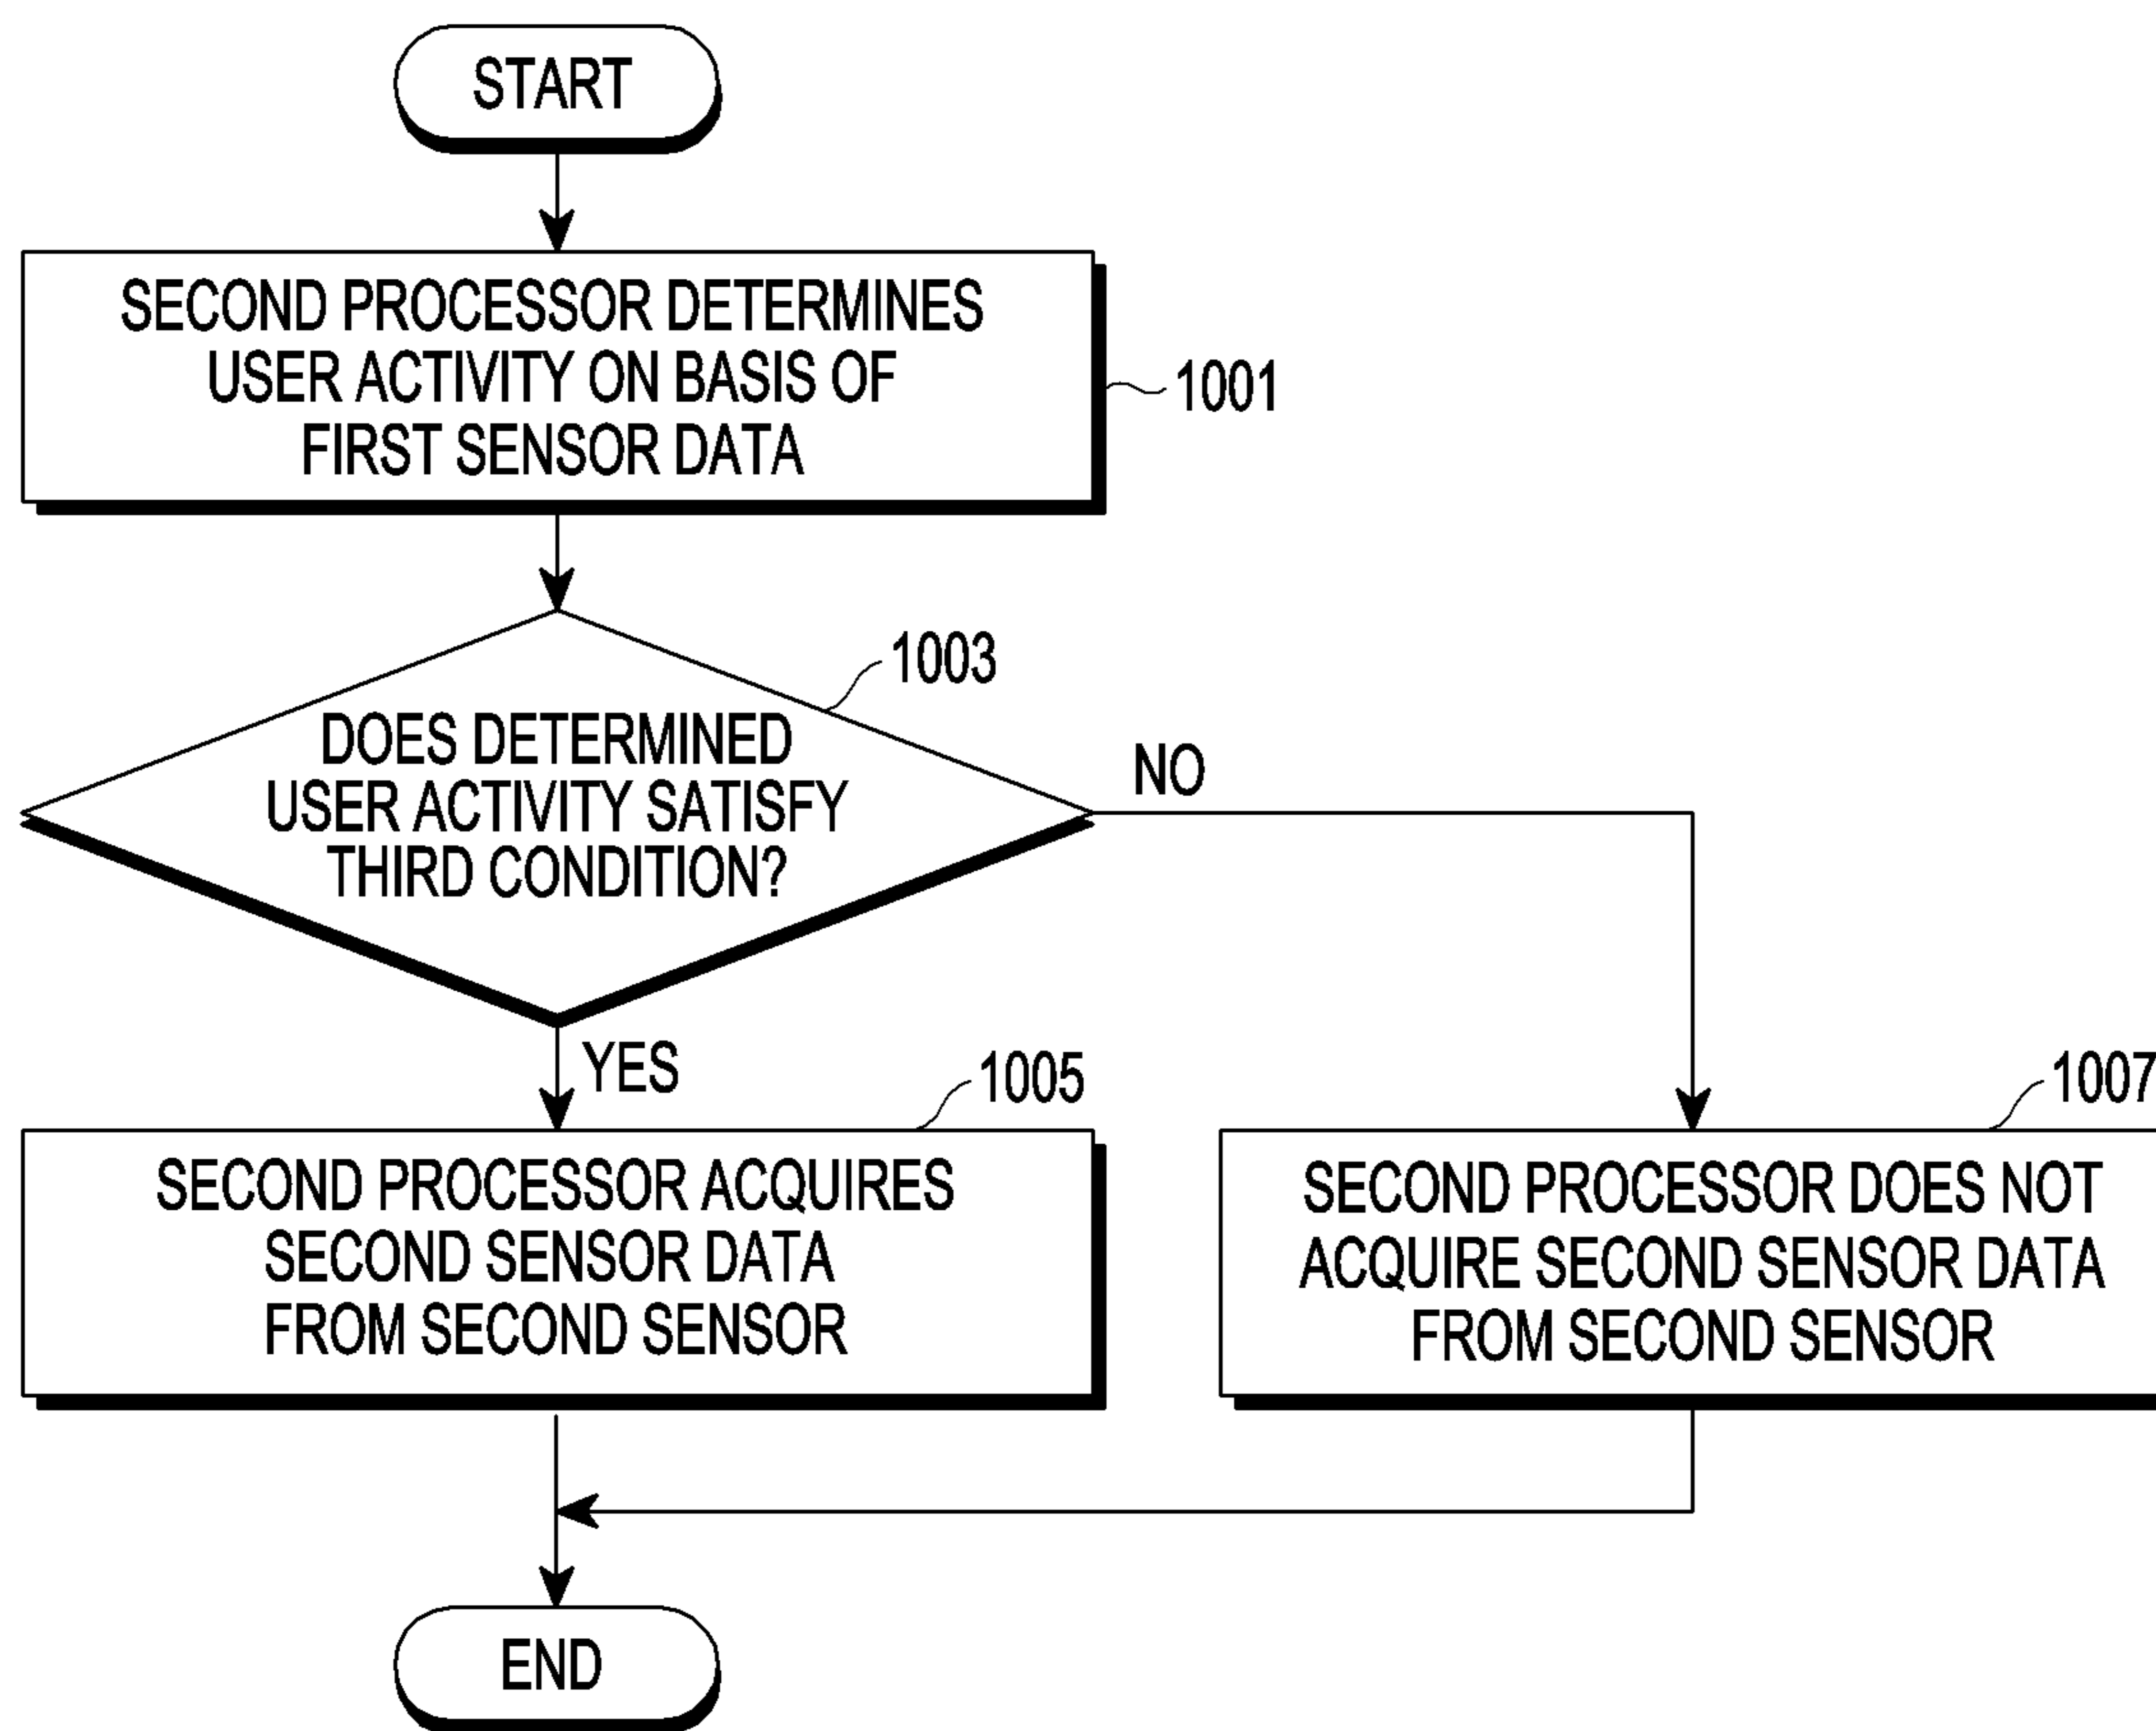 START
SECOND PROCESSOR DETERMINES
USER ACTIVITY ON BASIS OF
FIRST SENSOR DATA
1001
1003
DOES DETERMINED
USER ACTIVITY SATISFY
THIRD CONDITION?
NO
YES
1005
SECOND PROCESSOR ACQUIRES
SECOND SENSOR DATA
FROM SECOND SENSOR
1007
SECOND PROCESSOR DOES NOT
ACQUIRE SECOND SENSOR DATA
FROM SECOND SENSOR
END